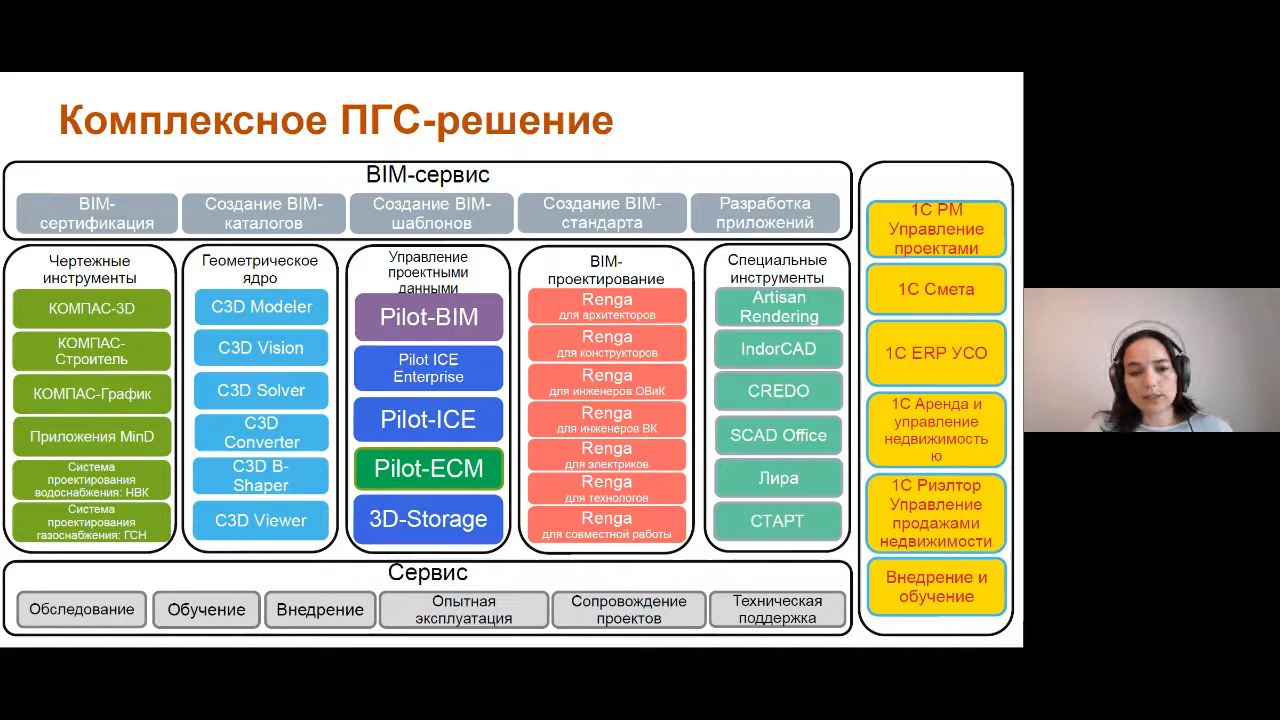 Комплексное ПГС-решение
BIM-сервис
BIM-
сертификация
Создание BIM-
каталогов
Создание BIM-
шаблонов
Создание BIM-
стандарта
Разработка
приложений
Чертежные
инструменты
КОМПАС-3D
КОМПАС-
Строитель
КОМПАС-График
Приложения MinD
Система
проектирования
водоснабжения: НВК
Система
проектирования
газоснабжения: ГСН
Геометрическое
ядро
C3D Modeler
C3D Vision
C3D Solver
C3D
Converter
C3D B-
Shaper
C3D Viewer
Управление
проектными
данными
Pilot-BIM
Pilot ICE
Enterprise
Pilot-ICE
Pilot-ECM
3D-Storage
BIM-
проектирование
Renga
для архитекторов
Renga
для конструкторов
Renga
для инженеров ОВиК
Renga
для инженеров ВК
Renga
для электриков
Renga
для технологов
Renga
для совместной работы
Специальные
инструменты
Artisan
Rendering
IndorCAD
CREDO
SCAD Office
Лира
СТАРТ
Сервис
Обследование
Обучение
Внедрение
Опытная
эксплуатация
Сопровождение
проектов
Техническая
поддержка
1С PM
Управление
проектами
1С Смета
1С ERP УСО
1С Аренда и
управление
недвижимость
ю
1С Риэлтор
Управление
продажами
недвижимости
Внедрение и
обучение